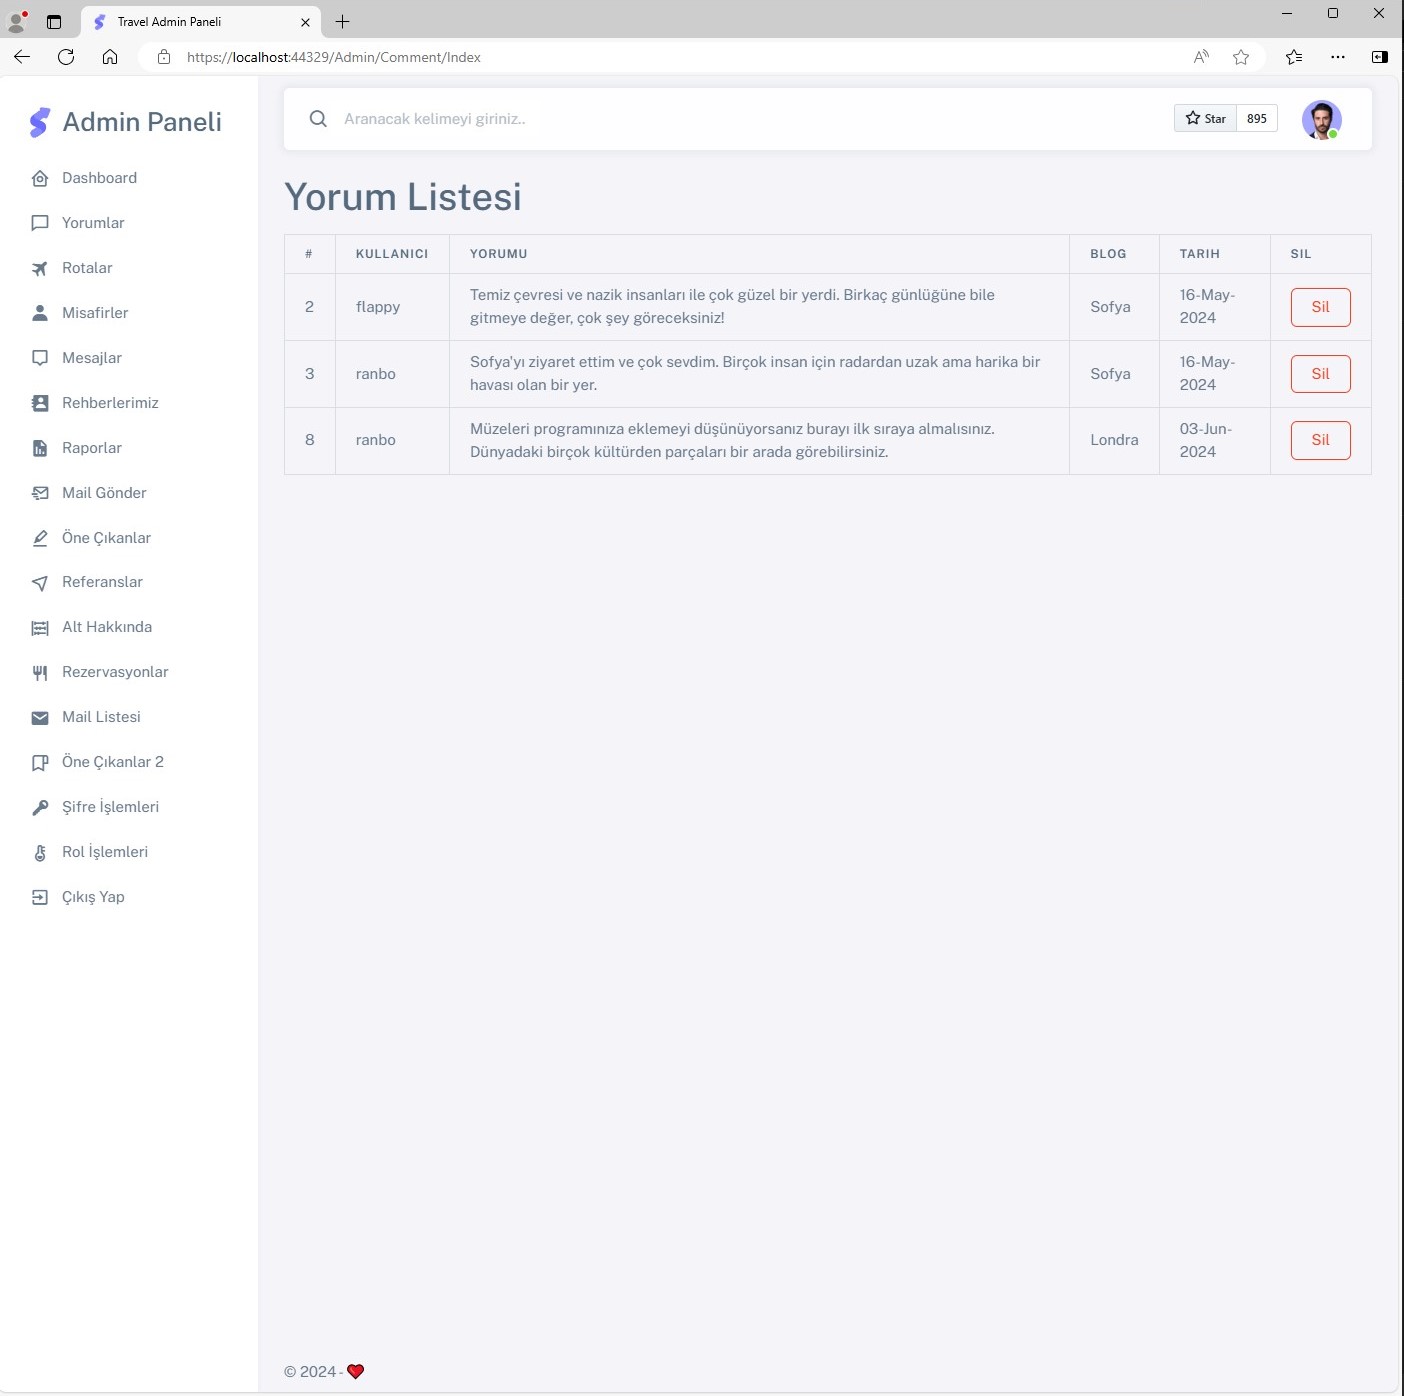 Travel Admin Paneli
https://localhost:44329/Admin/Comment/Index
Admin Paneli
Dashboard
Yorumlar
Rotalar
Misafirler
Mesajlar
Rehberlerimiz
Raporlar
Mail Gönder
Öne Çıkanlar
Referanslar
Alt Hakkında
Rezervasyonlar
Mail Listesi
Öne Çıkanlar 2
Şifre İşlemleri
Rol İşlemleri
Çıkış Yap
Aranacak kelimeyi giriniz..
Star 895
Yorum Listesi
# KULLANICI YORUMU BLOG TARIH SIL
2 flappy Temiz çevresi ve nazik insanları ile çok güzel bir yerdi. Birkaç günlüğüne bile Sofya 16-May- Sil
gitmeye değer, çok şey göreceksiniz! 2024
3 ranbo Sofya'yı ziyaret ettim ve çok sevdim. Birçok insan için radardan uzak ama harika bir Sofya 16-May- Sil
havası olan bir yer. 2024
8 ranbo Müzeleri programınıza eklemeyi düşünüyorsanız burayı ilk sıraya almalısınız. Londra 03-Jun- Sil
Dünyadaki birçok kültürden parçaları bir arada görebilirsiniz. 2024
© 2024 - ❤️